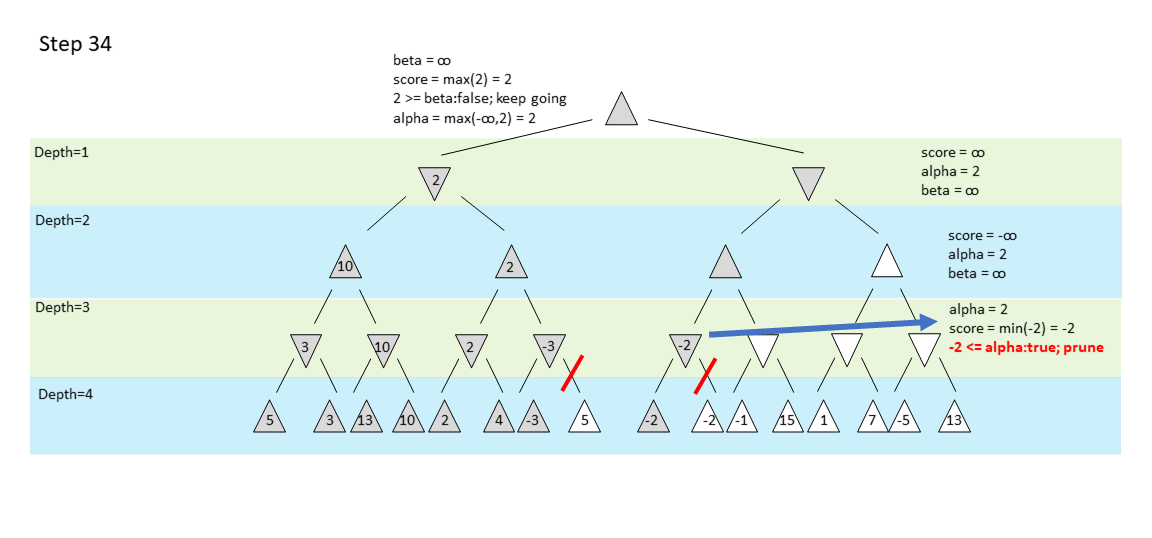 Step 34
beta = ∞
score = max(2) = 2
2 >= beta:false; keep going
alpha = max(-∞,2) = 2
Depth=1
score = ∞
alpha = 2
beta = ∞
2
Depth=2
score = -∞
alpha = 2
beta = ∞
10 2
Depth=3
alpha = 2
score = min(-2) = -2
-2 <= alpha:true; prune
3 10 2 -3 -2
Depth=4
5 3 13 10 2 4 -3 5 -2 -2 -1 15 1 7 -5 13